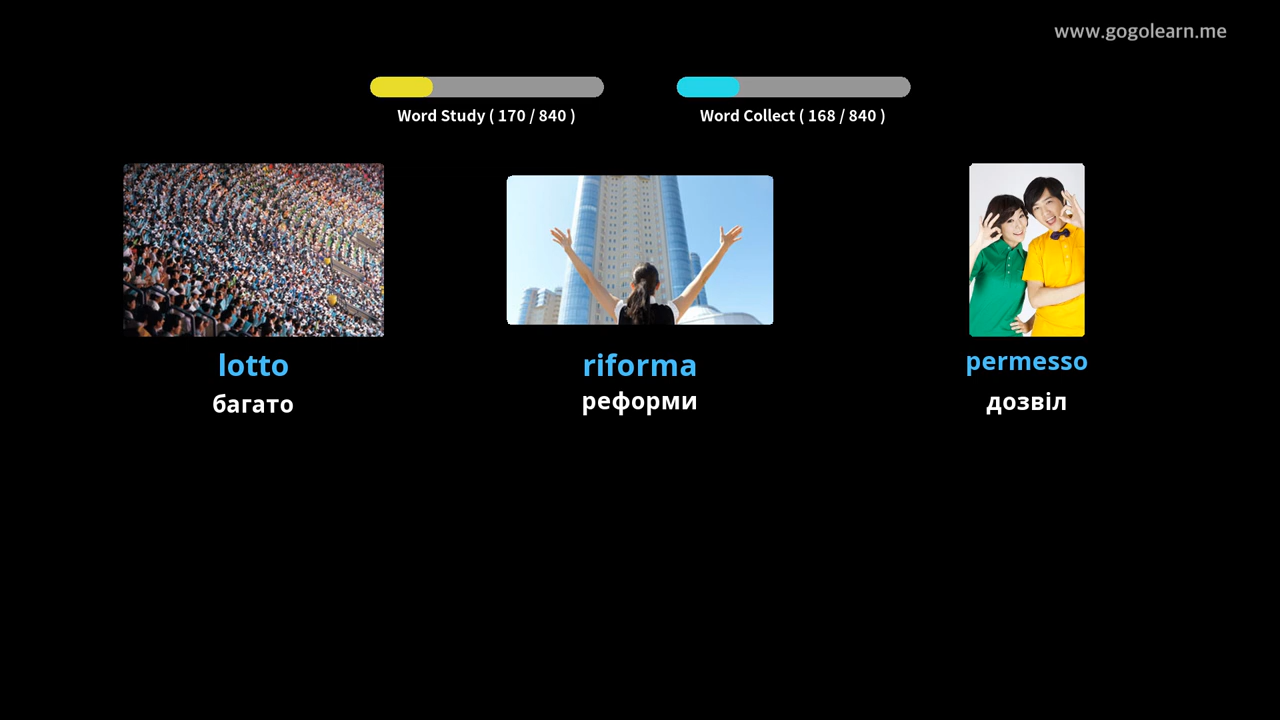 www.gogolearn.me
Word Study ( 170 / 840 )
Word Collect ( 168 / 840 )
lotto
riforma
permesso
багато
реформи
дозвіл